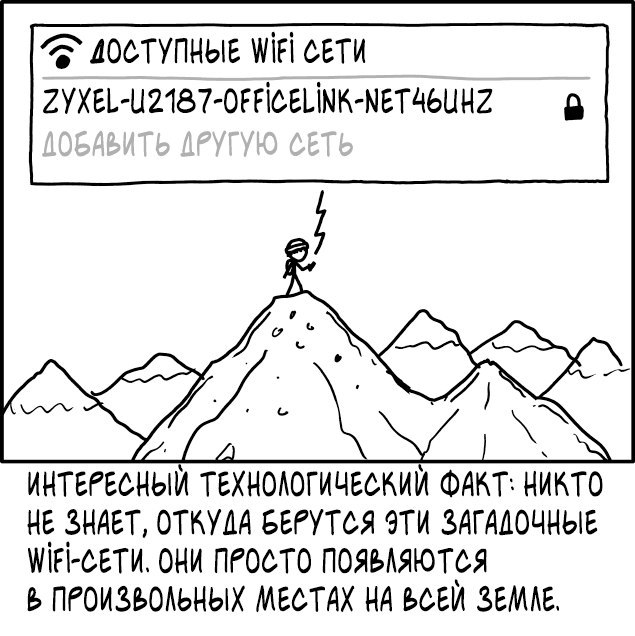 ДОСТУПНЫЕ WiFi СЕТИ
ZYXEL-U2187-OFFiCELiNK-NET46UHZ
ДОБАВИТЬ ДРУГУЮ СЕТЬ
ИНТЕРЕСНЫЙ ТЕХНОЛОГИЧЕСКИЙ ФАКТ: НИКТО
НЕ ЗНАЕТ, ОТКУДА БЕРУТСЯ ЭТИ ЗАГАДОЧНЫЕ
WiFi-СЕТИ. ОНИ ПРОСТО ПОЯВЛЯЮТСЯ
В ПРОИЗВОЛЬНЫХ МЕСТАХ НА ВСЕЙ ЗЕМЛЕ.